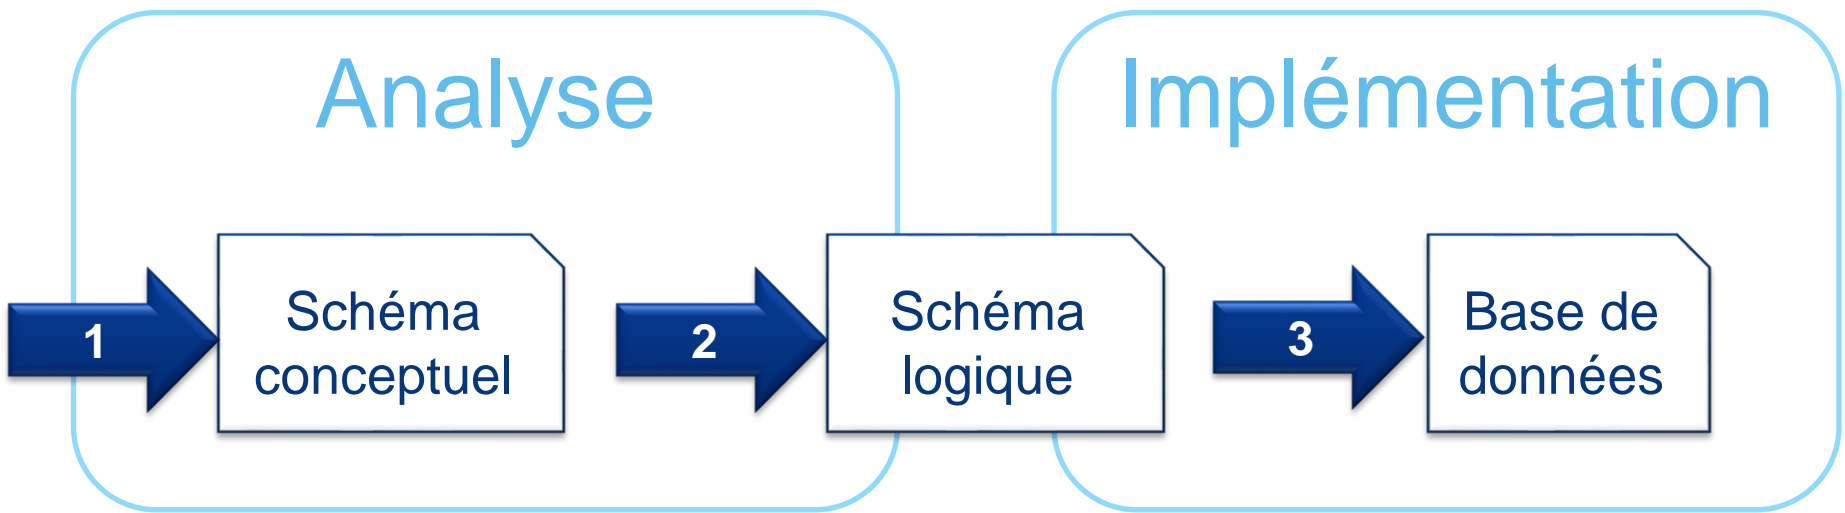 Analyse
Implémentation
1
Schéma
conceptuel
2
Schéma
logique
3
Base de
données